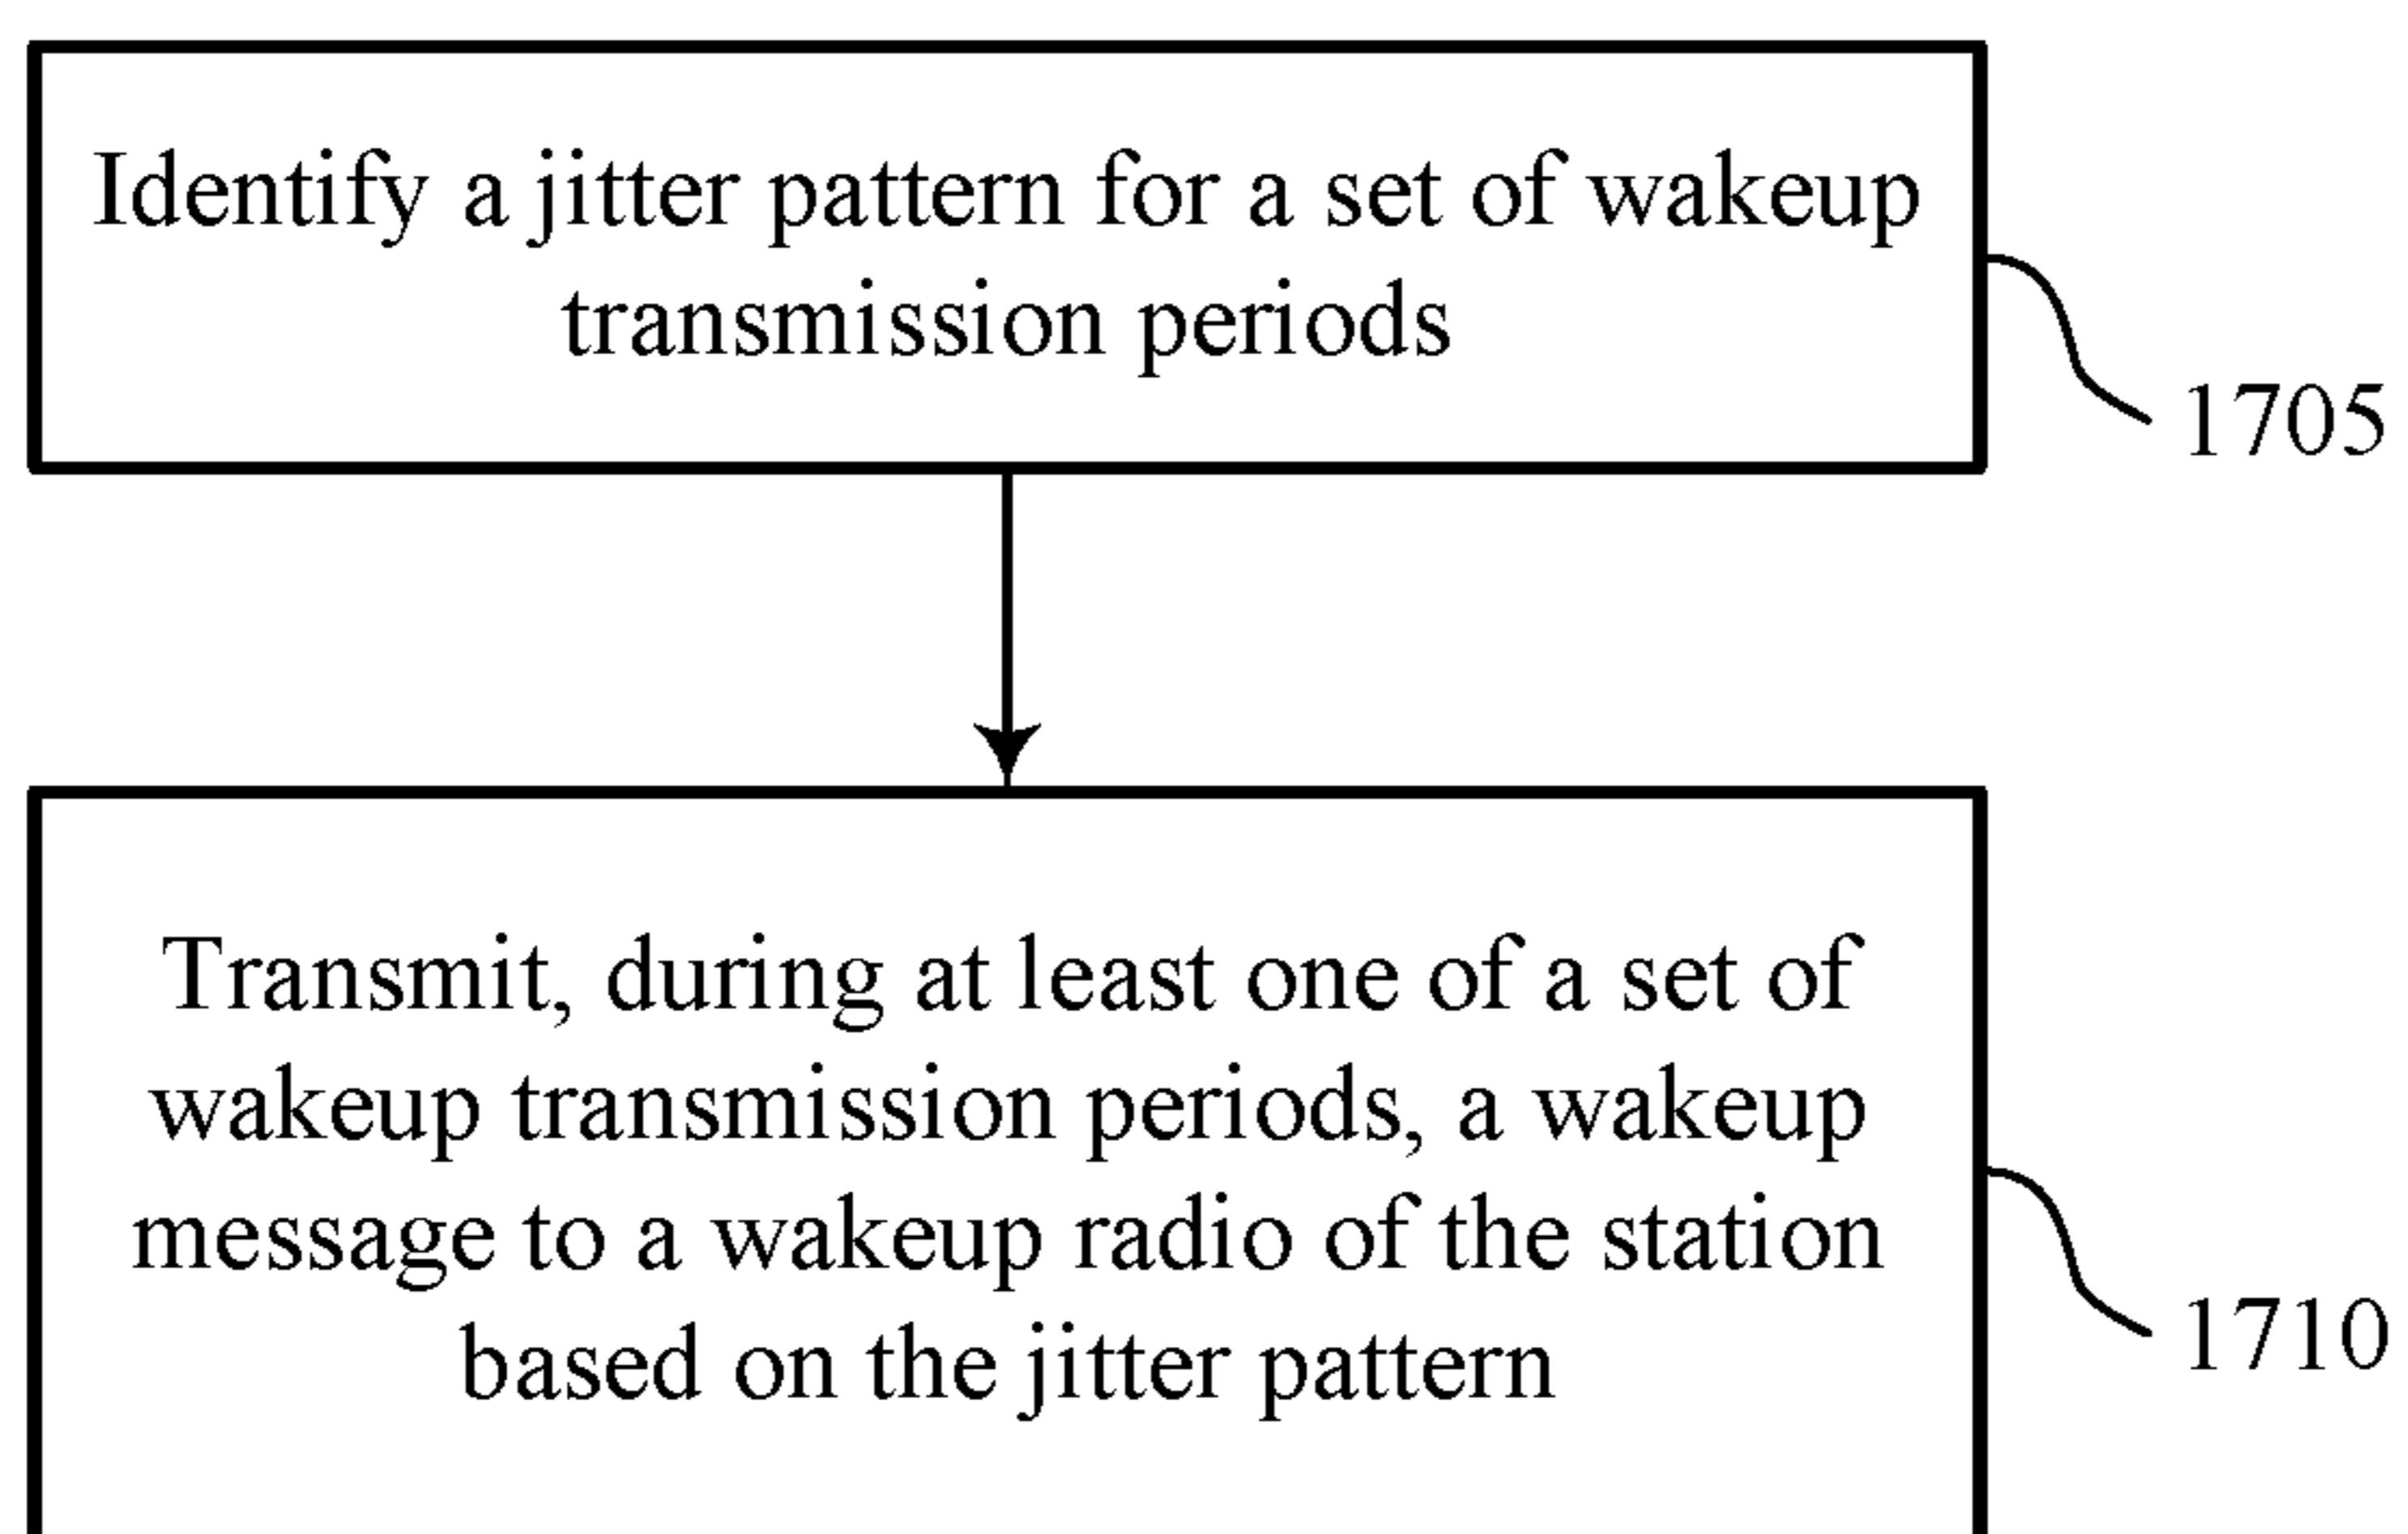 Identify a jitter pattern for a set of wakeup
transmission periods
1705
Transmit, during at least one of a set of
wakeup transmission periods, a wakeup
message to a wakeup radio of the station
based on the jitter pattern
1710